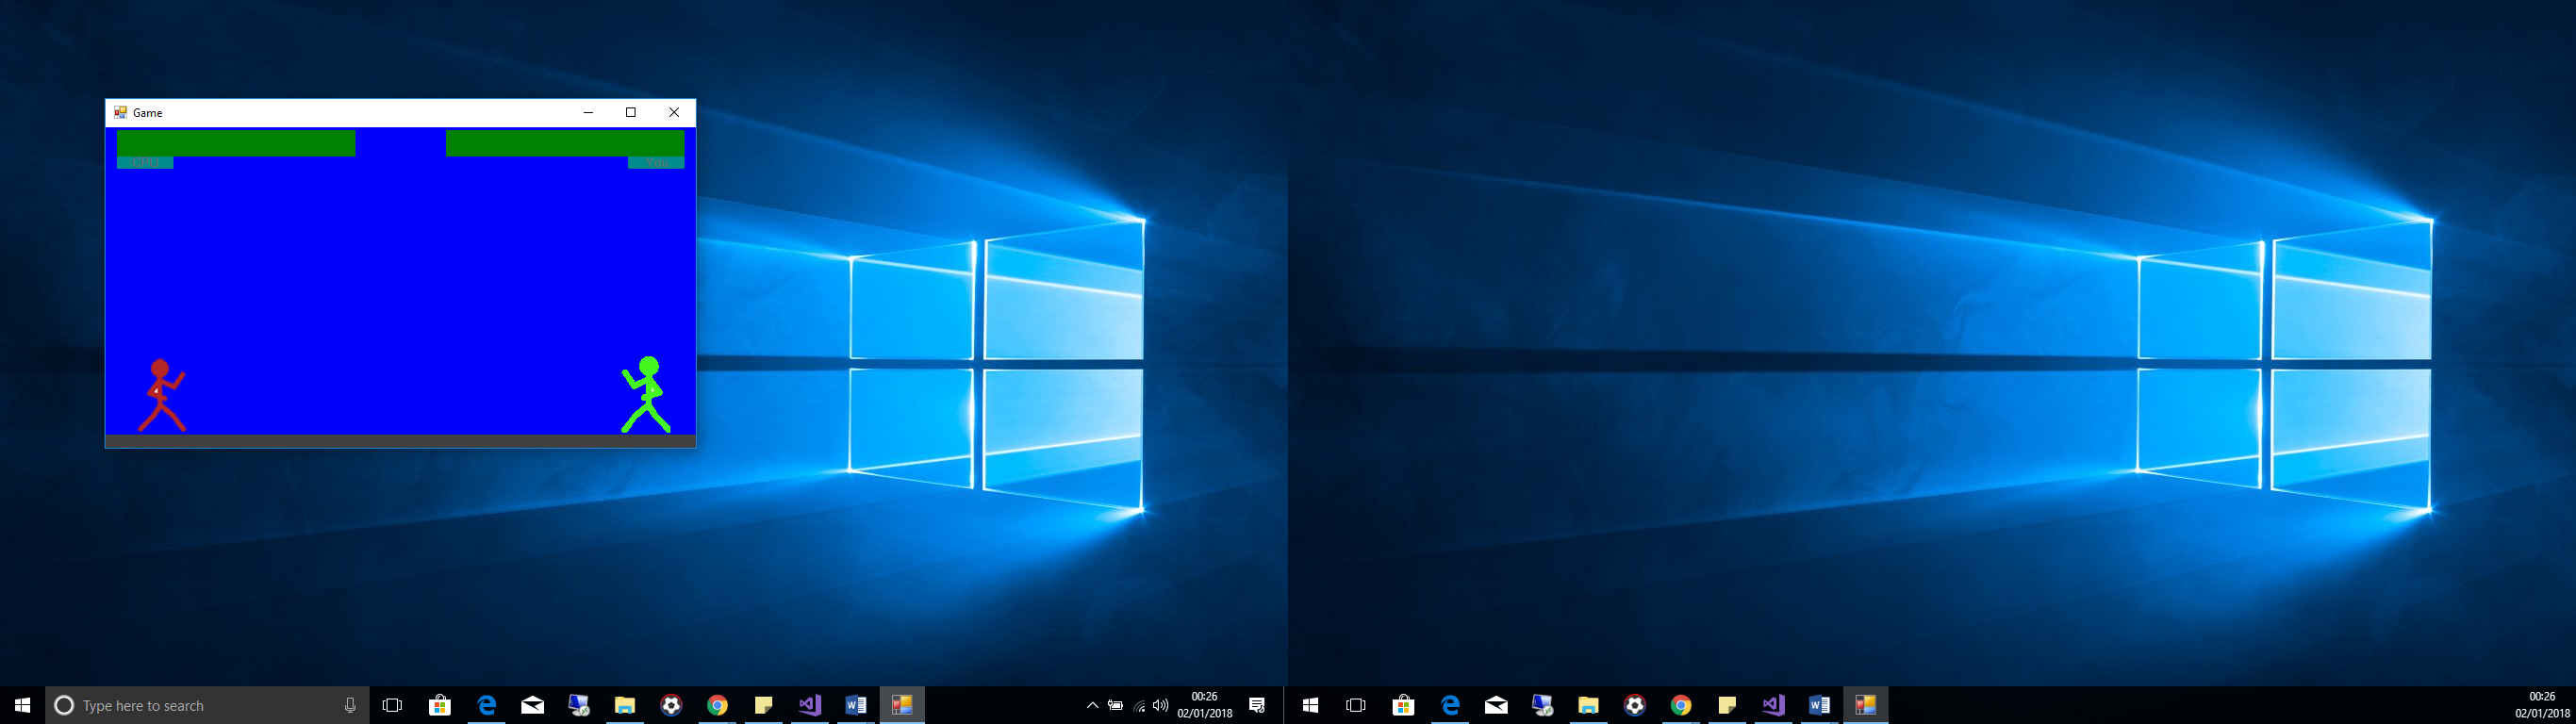 Game
CPU
You
Type here to search
00:26
02/01/2018
00:26
02/01/2018